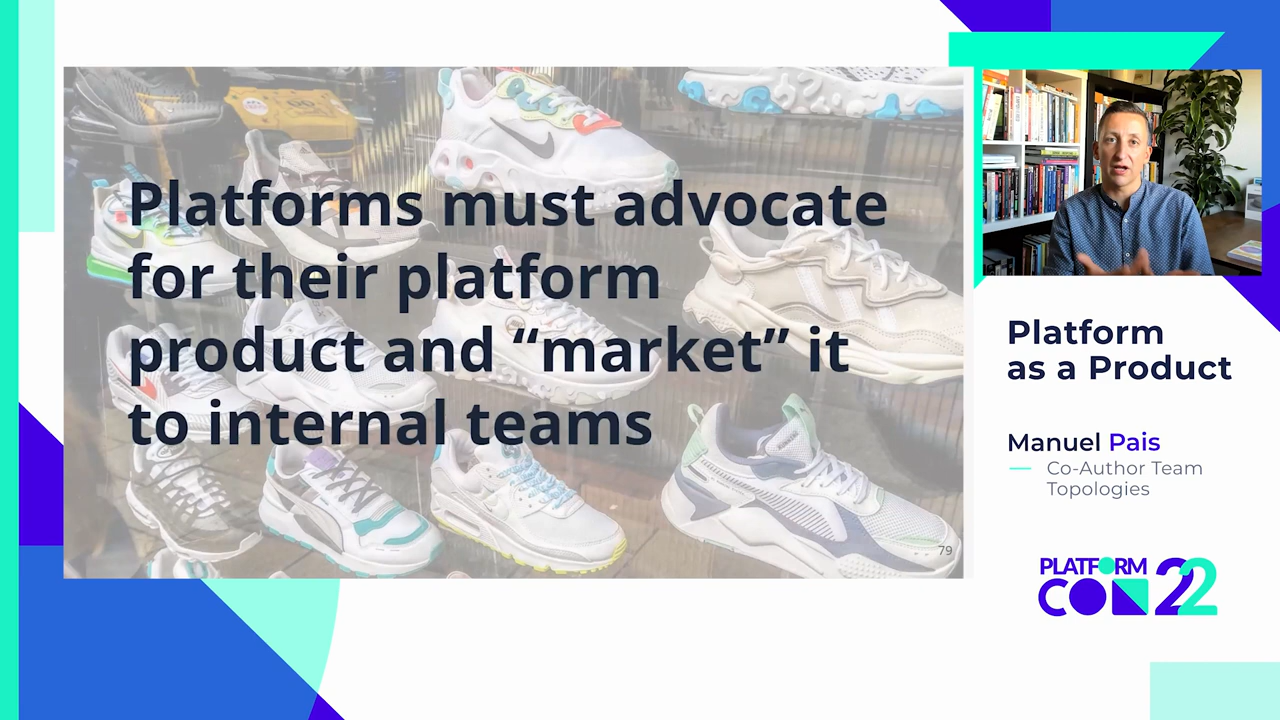 Platforms must advocate
for their platform
product and “market” it
to internal teams
79
Platform
as a Product
Manuel Pais
Co-Author Team
Topologies
PLATFORM
CON 22